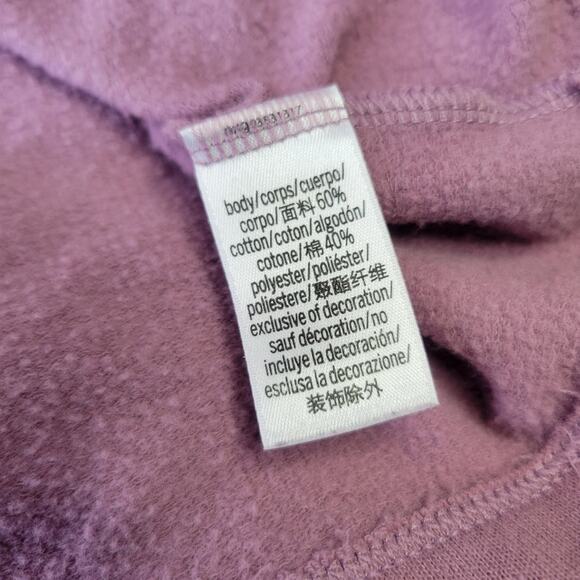 body/corps/cuerpo/
corpo/面料 60%
cotton/coton/algodón/
cotone/棉 40%
polyester/poliéster/
poliestere/聚酯纤维
exclusive of decoration/
sauf décoration/no
incluye la decoración/
esclusa la decorazione/
装饰除外